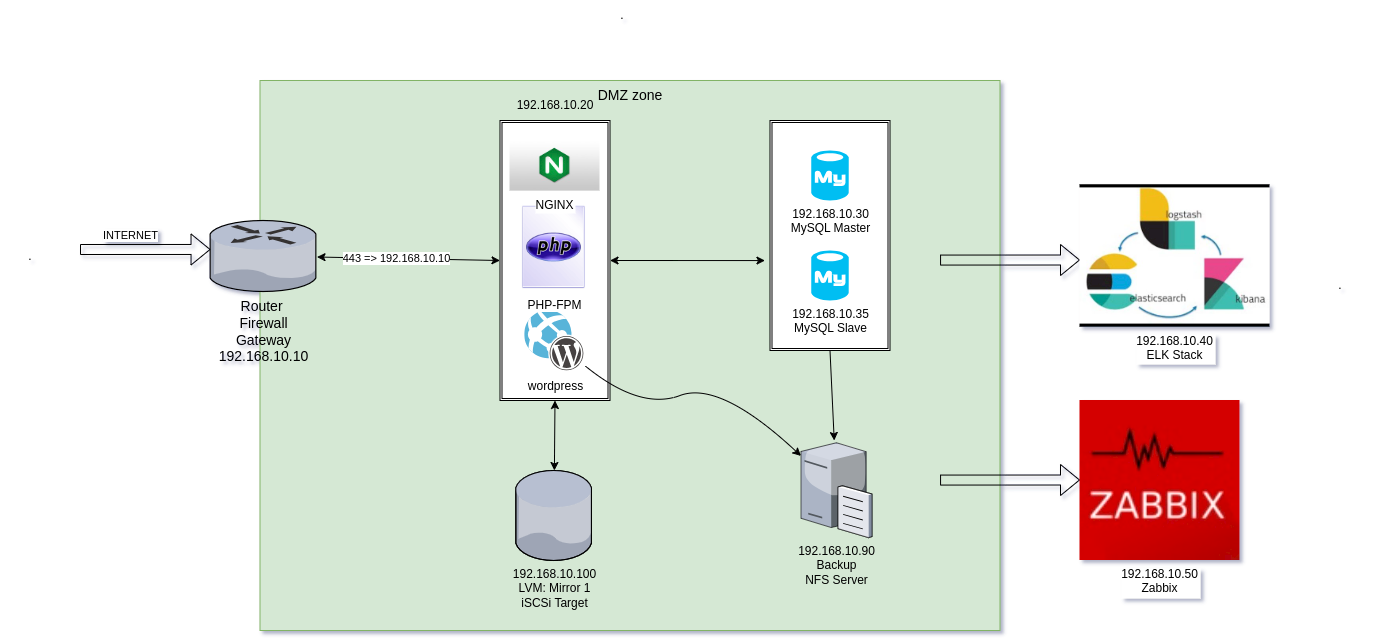 DMZ zone
192.168.10.20
NGINX
php
PHP-FPM
wordpress
My
192.168.10.30
MySQL Master
My
192.168.10.35
MySQL Slave
INTERNET
443 => 192.168.10.10
Router
Firewall
Gateway
192.168.10.10
logstash
elasticsearch
kibana
192.168.10.40
ELK Stack
192.168.10.100
LVM: Mirror 1
iSCSi Target
192.168.10.90
Backup
NFS Server
ZABBIX
192.168.10.50
Zabbix